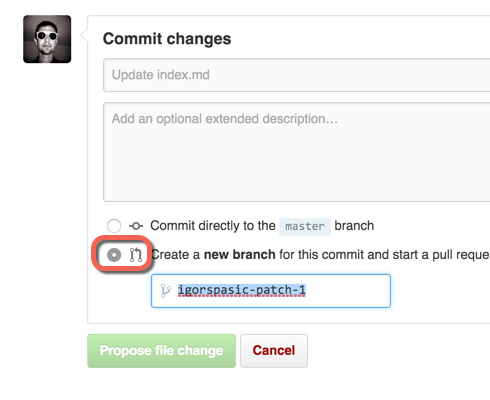 Commit changes
Update index.md
Add an optional extended description…
Commit directly to the master branch
Create a new branch for this commit and start a pull reque
igorspasic-patch-1
Propose file change Cancel